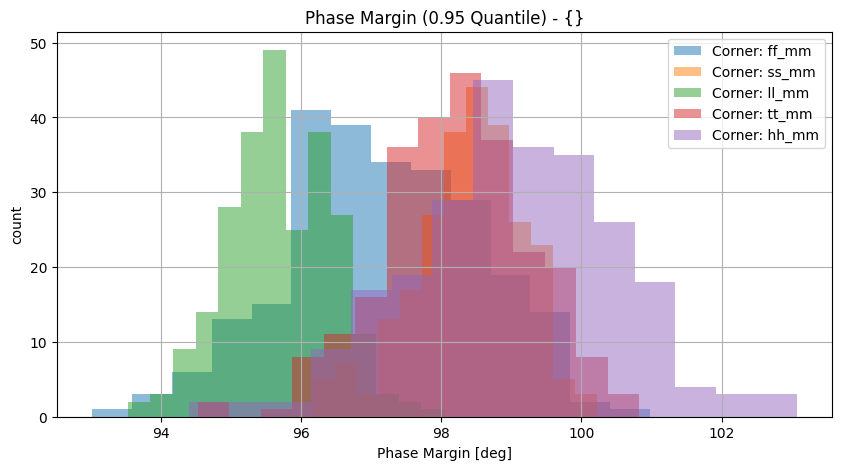 Phase Margin (0.95 Quantile) - {}
50
40
30
20
10
0
count
Corner: ff_mm
Corner: ss_mm
Corner: ll_mm
Corner: tt_mm
Corner: hh_mm
94
96
98
100
102
Phase Margin [deg]